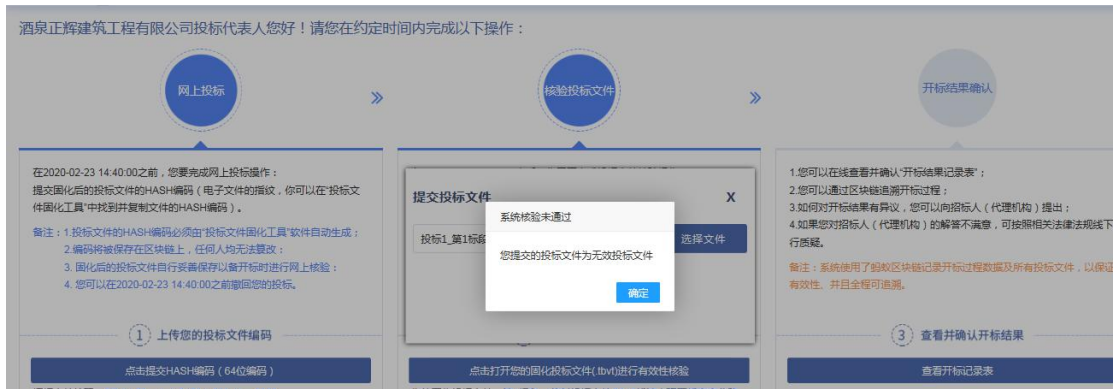 酒泉正辉建筑工程有限公司投标代表人您好！请您在约定时间内完成以下操作：
网上投标
核验投标文件
开标结果确认
在2020-02-23 14:40:00之前，您要完成网上投标操作：
提交固化后的投标文件的HASH编码（电子文件的指纹，你可以在“投标文
件固化工具”中找到并复制文件的HASH编码）。
备注：1.投标文件的HASH编码必须由“投标文件固化工具”软件自动生成；
2.编码将被保存在区块链上，任何人均无法篡改；
3. 固化后的投标文件自行妥善保存以备开标时进行网上核验；
4. 您可以在2020-02-23 14:40:00之前撤回您的投标。
1 上传您的投标文件编码
点击提交HASH编码（64位编码）
提交投标文件
X
投标1_第1标段
选择文件
系统核验未通过
您提交的投标文件为无效投标文件
确定
点击打开您的固化投标文件(.tbvt)进行有效性核验
1.您可以在线查看并确认“开标结果记录表”；
2.您可以通过区块链追溯开标过程；
3.如何对开标结果有异议，您可以向招标人（代理机构）提出；
4.如果您对招标人（代理机构）的解答不满意，可按照相关法律法规线下
行质疑。
备注：系统使用了蚂蚁区块链记录开标过程数据及所有投标文件，以保证
有效性，并且全程可追溯。
3 查看并确认开标结果
查看开标记录表